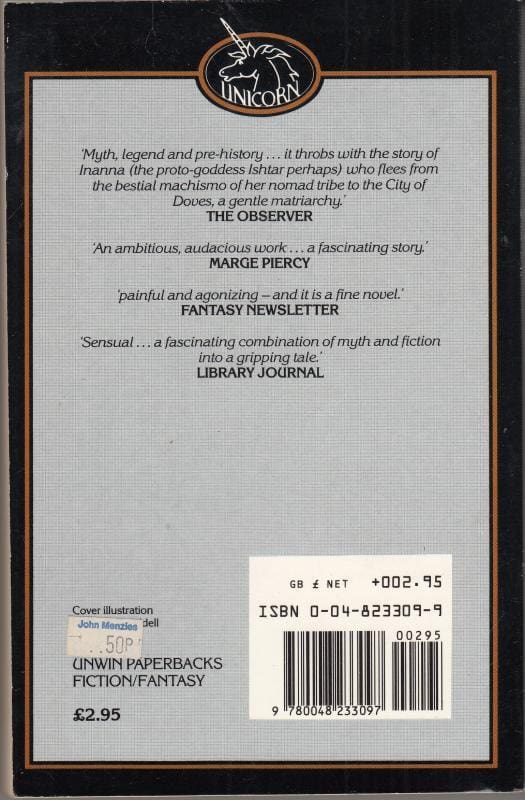 UNICORN
'Myth, legend and pre-history ... it throbs with the story of
Inanna (the proto-goddess Ishtar perhaps) who flees from
the bestial machismo of her nomad tribe to the City of
Doves, a gentle matriarchy.'
THE OBSERVER
'An ambitious, audacious work ... a fascinating story.'
MARGE PIERCY
'painful and agonizing – and it is a fine novel.'
FANTASY NEWSLETTER
'Sensual ... a fascinating combination of myth and fiction
into a gripping tale.'
LIBRARY JOURNAL
GB £ NET +002.95
ISBN 0-04-823309-9
00295
9 780048 233097
Cover illustration
dell
John Menzies
..50P
UNWIN PAPERBACKS
FICTION/FANTASY
£2.95